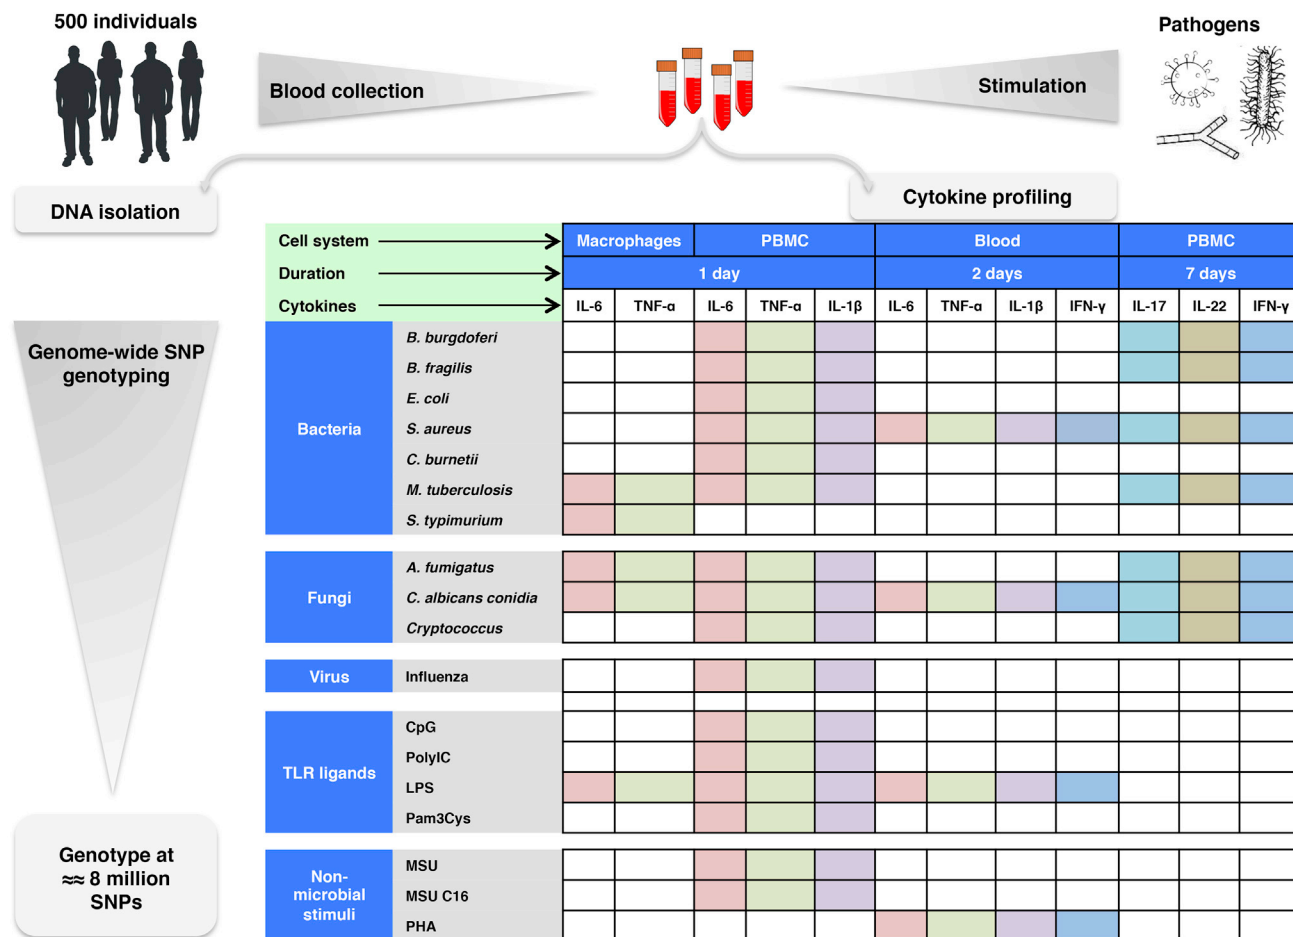 500 individuals
Blood collection
Stimulation
Pathogens
DNA isolation
Cytokine profiling
Genome-wide SNP
genotyping
Genotype at
≈≈ 8 million
SNPs
Cell system Macrophages PBMC Blood PBMC
Duration 1 day 2 days 7 days
Cytokines IL-6 TNF-α IL-6 TNF-α IL-1β IL-6 TNF-α IL-1β IFN-γ IL-17 IL-22 IFN-γ
Bacteria
B. burgdoferi
B. fragilis
E. coli
S. aureus
C. burnetii
M. tuberculosis
S. typimurium
Fungi
A. fumigatus
C. albicans conidia
Cryptococcus
Virus
Influenza
TLR ligands
CpG
PolyIC
LPS
Pam3Cys
Non-
microbial
stimuli
MSU
MSU C16
PHA